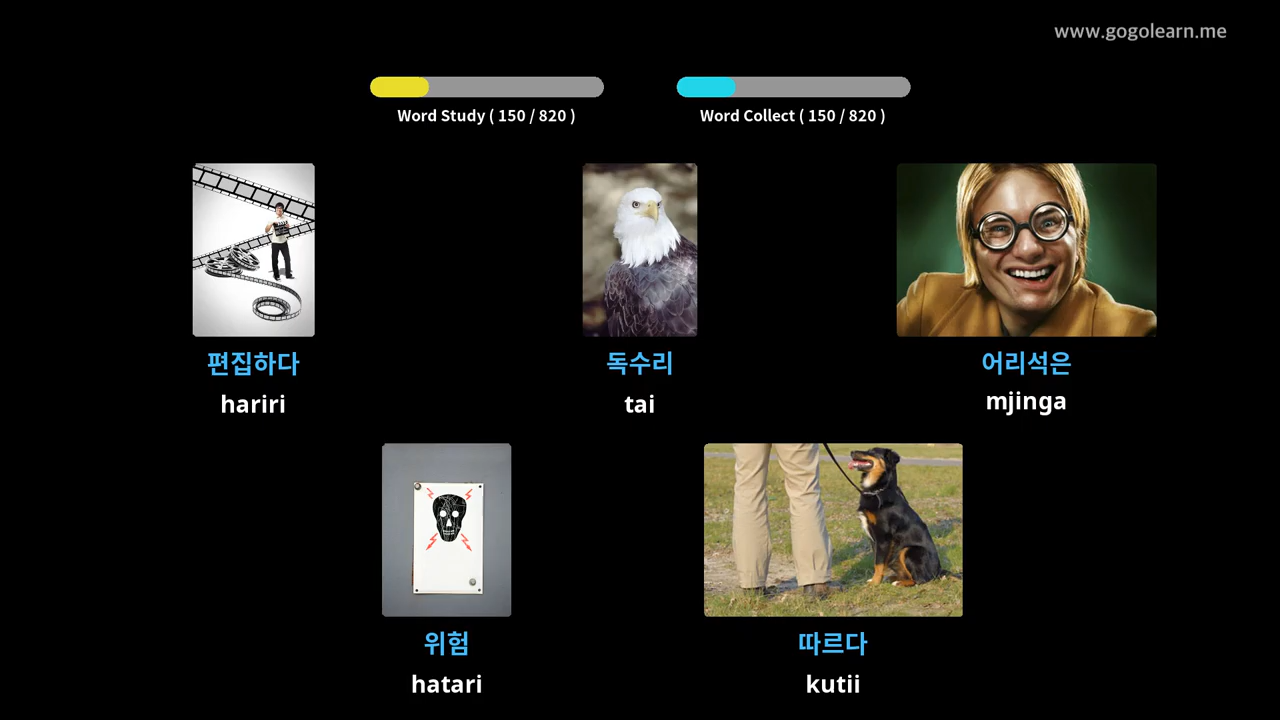 www.gogolearn.me
Word Study ( 150 / 820 )
Word Collect ( 150 / 820 )
편집하다
hariri
독수리
tai
어리석은
mjinga
위험
hatari
따르다
kutii